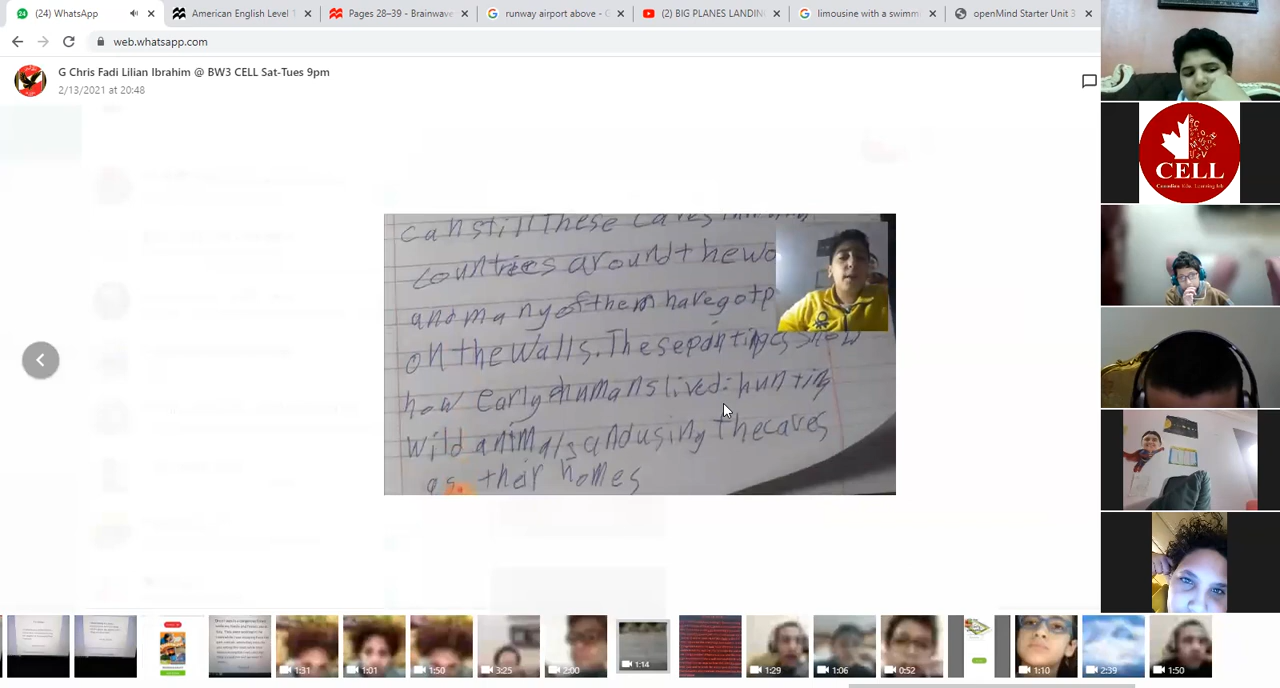 (24) WhatsApp
American English Level 1
Pages 28–39 - Brainwave
runway airport above - G
(2) BIG PLANES LANDING
limousine with a swimm
openMind Starter Unit 3
web.whatsapp.com
G Chris Fadi Lilian Ibrahim @ BW3 CELL Sat-Tues 9pm
2/13/2021 at 20:48
can still These
countries around the wo
and many of them have got p
on the walls. These paintings show
how early humans lived: hunting
wild animals and using the caves
as their homes
CELL
1:31
1:01
1:50
3:25
2:00
1:14
1:29
1:06
0:52
1:10
2:39
1:50